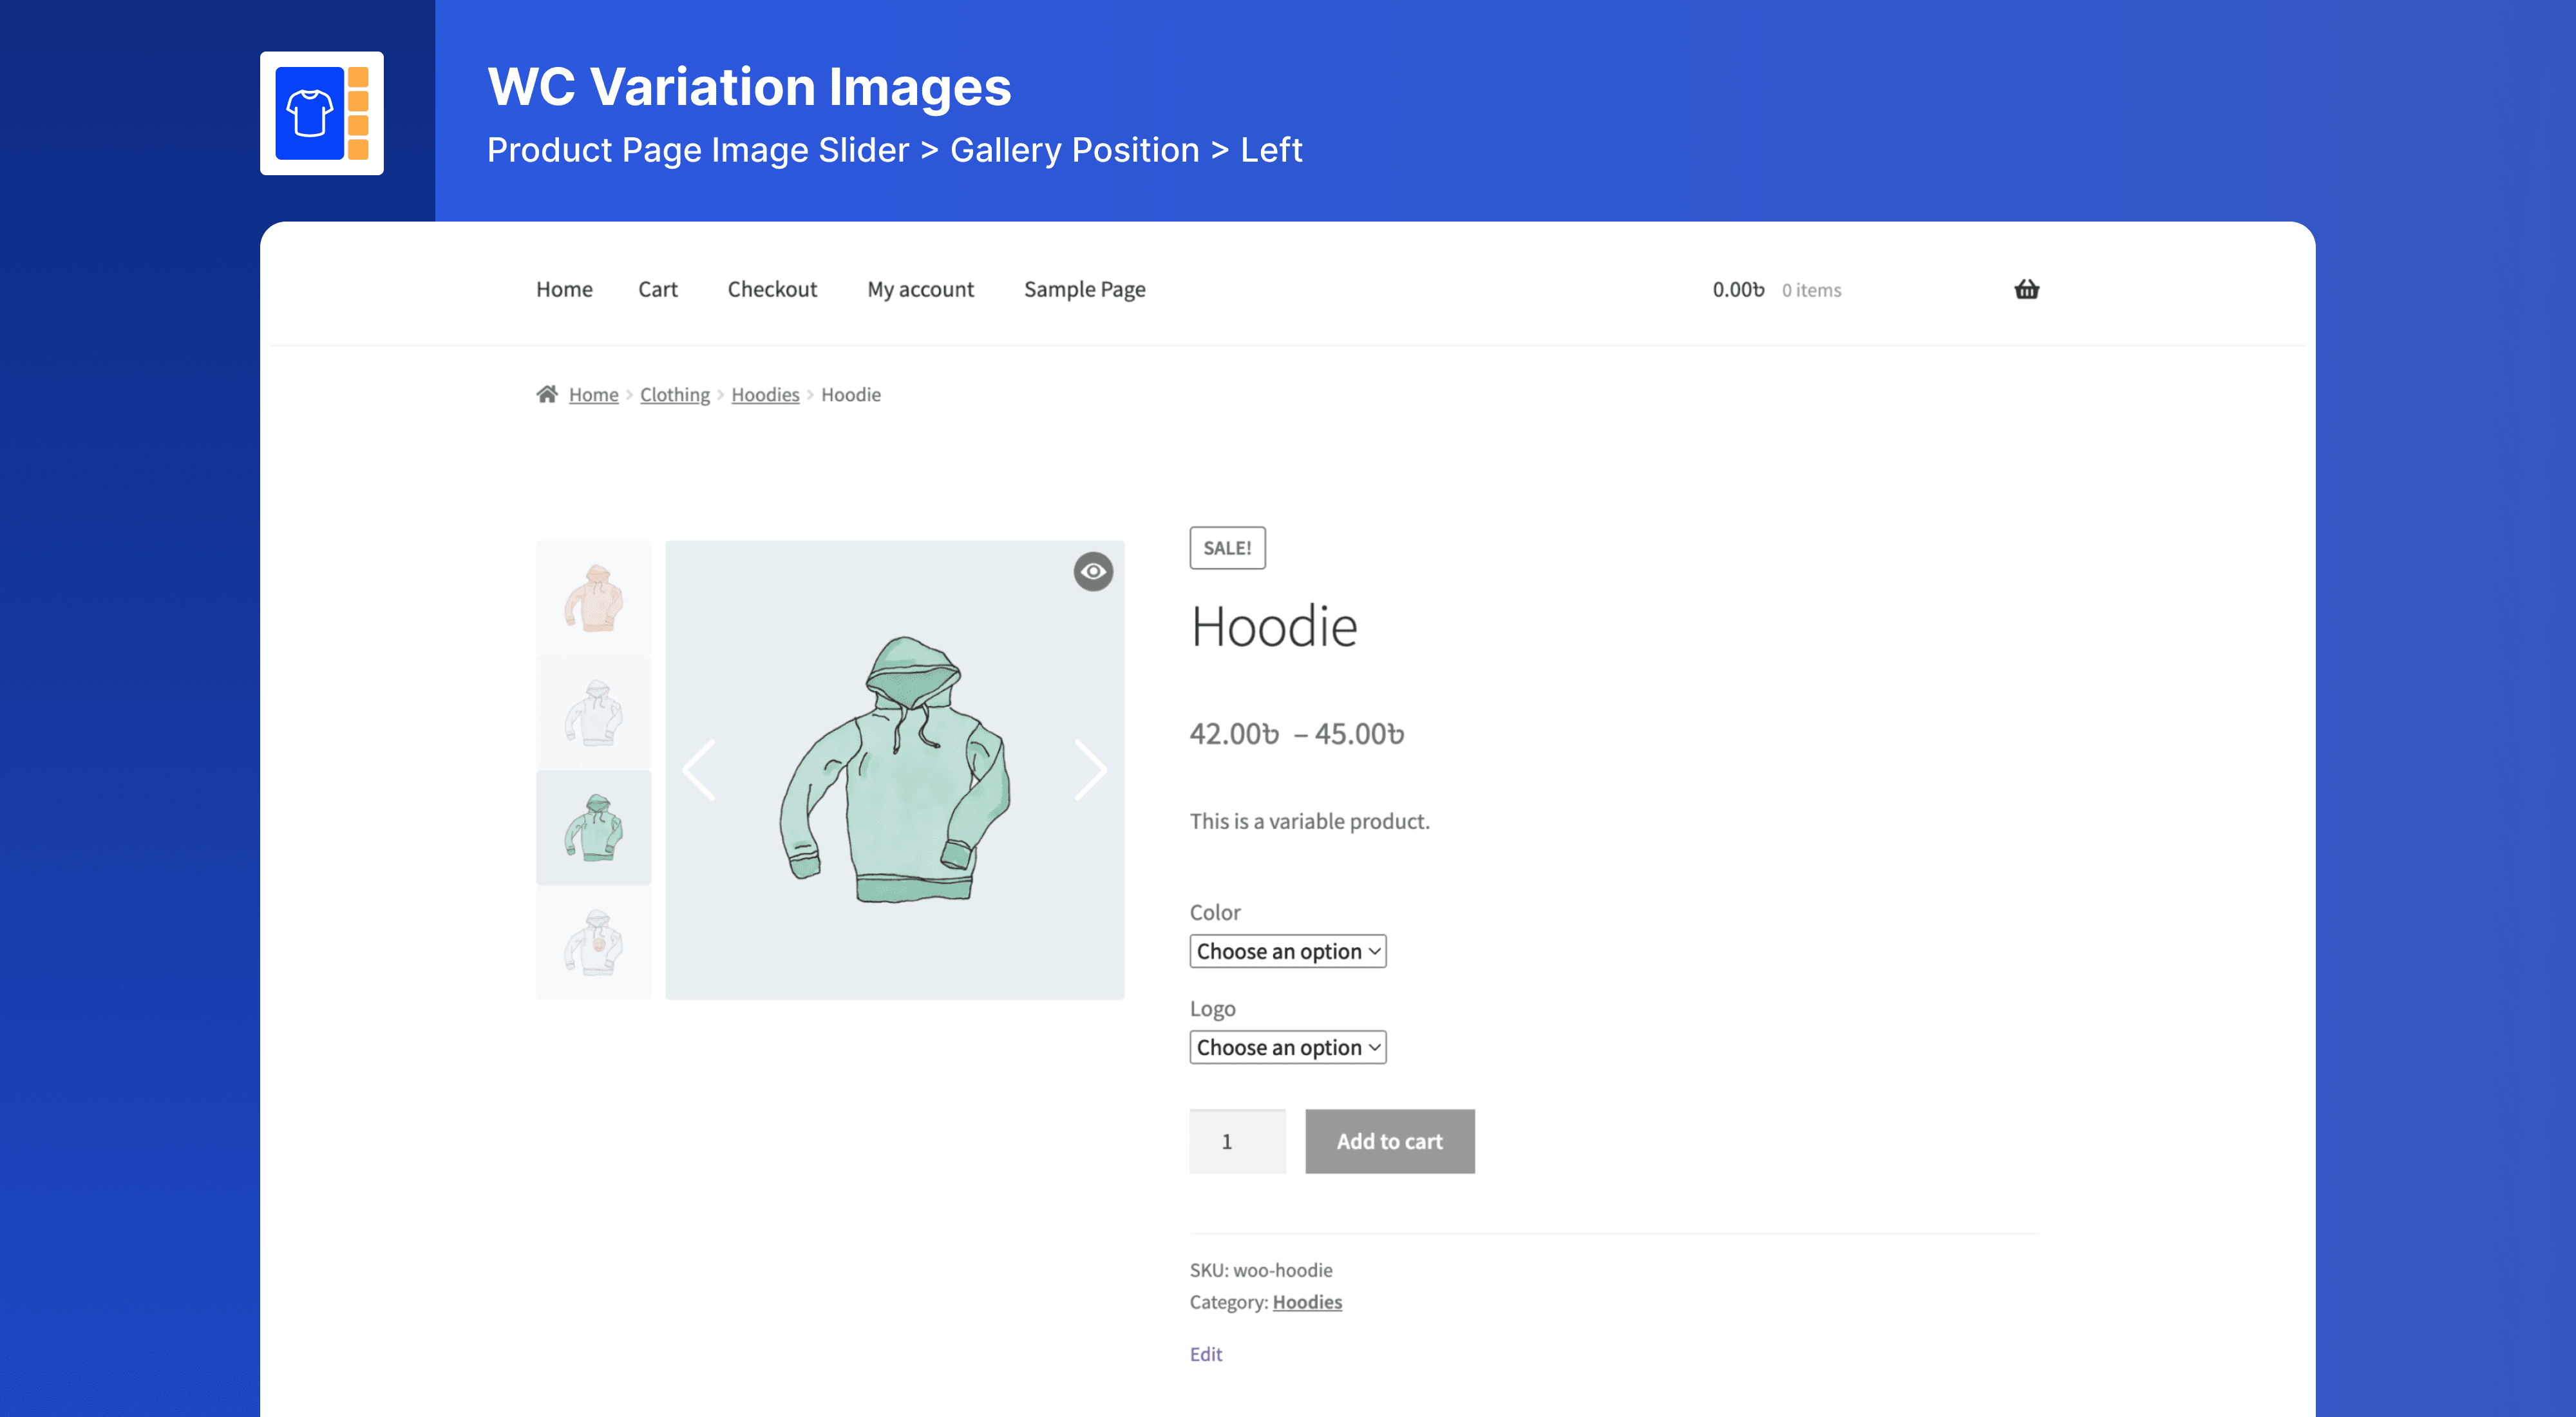 WC Variation Images
Product Page Image Slider > Gallery Position > Left
Home Cart Checkout My account Sample Page 0.00৳ 0 items
Home > Clothing > Hoodies > Hoodie
SALE!
Hoodie
42.00৳ – 45.00৳
This is a variable product.
Color
Choose an option
Logo
Choose an option
1 Add to cart
SKU: woo-hoodie
Category: Hoodies
Edit